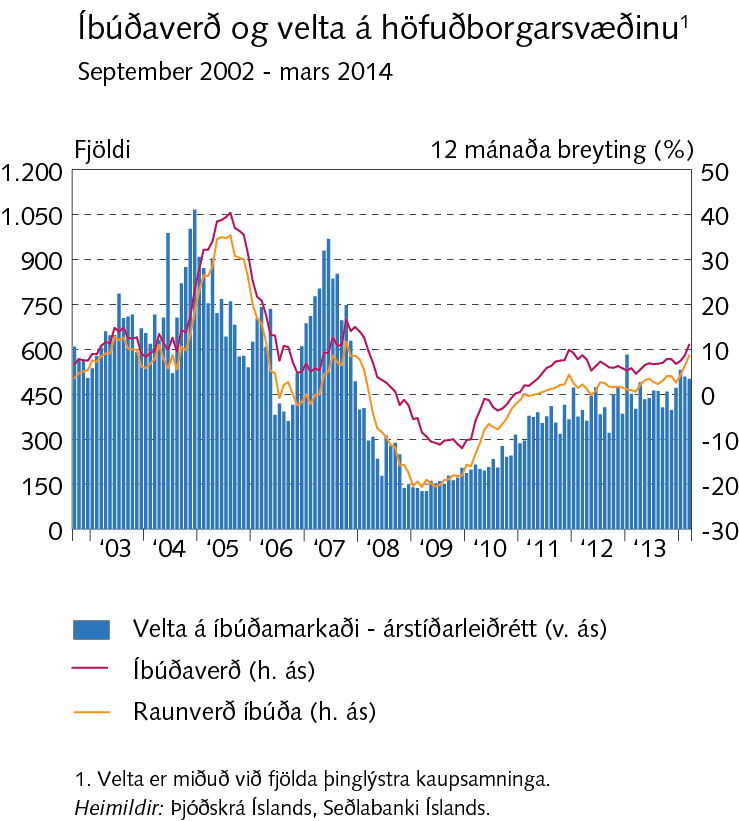 Íbúðaverð og velta á höfuðborgarsvæðinu¹
September 2002 - mars 2014
Fjöldi 12 mánaða breyting (%)
1.200 50
1.050 40
900 30
750 20
600 10
450 0
300 -10
150 -20
0 -30
‘03 ‘04 ‘05 ‘06 ‘07 ‘08 ‘09 ‘10 ‘11 ‘12 ‘13
Velta á íbúðamarkaði - árstíðarleiðrétt (v. ás)
Íbúðaverð (h. ás)
Raunverð íbúða (h. ás)
1. Velta er miðuð við fjölda þinglýstra kaupsamninga.
Heimildir: Þjóðskrá Íslands, Seðlabanki Íslands.